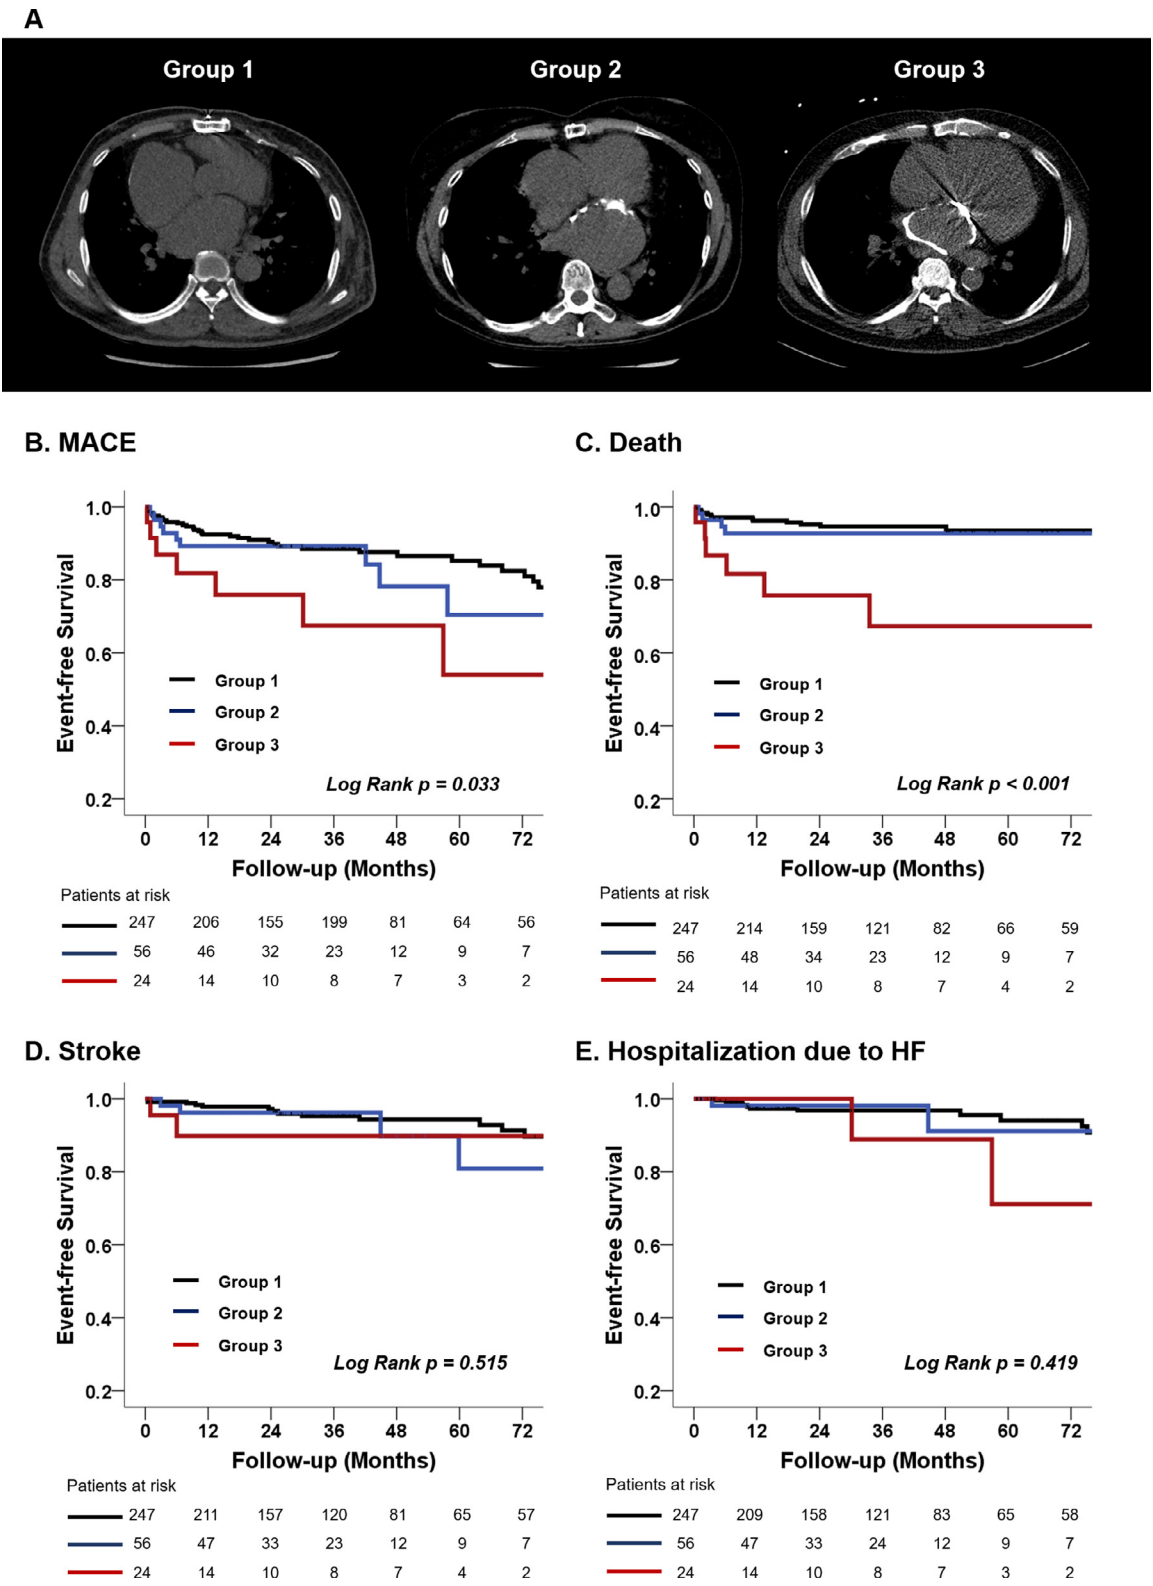 A
Group 1 Group 2 Group 3
B. MACE
1.0
0.8
0.6
0.4
0.2
Event-free Survival
Group 1
Group 2
Group 3
Log Rank p = 0.033
0 12 24 36 48 60 72
Follow-up (Months)
Patients at risk
247 206 155 199 81 64 56
56 46 32 23 12 9 7
24 14 10 8 7 3 2
C. Death
1.0
0.8
0.6
0.4
0.2
Event-free Survival
Group 1
Group 2
Group 3
Log Rank p < 0.001
0 12 24 36 48 60 72
Follow-up (Months)
Patients at risk
247 214 159 121 82 66 59
56 48 34 23 12 9 7
24 14 10 8 7 4 2
D. Stroke
1.0
0.8
0.6
0.4
0.2
Event-free Survival
Group 1
Group 2
Group 3
Log Rank p = 0.515
0 12 24 36 48 60 72
Follow-up (Months)
Patients at risk
247 211 157 120 81 65 57
56 47 33 23 12 9 7
24 14 10 8 7 4 2
E. Hospitalization due to HF
1.0
0.8
0.6
0.4
0.2
Event-free Survival
Group 1
Group 2
Group 3
Log Rank p = 0.419
0 12 24 36 48 60 72
Follow-up (Months)
Patients at risk
247 209 158 121 83 65 58
56 47 33 24 12 9 7
24 14 10 8 7 3 2